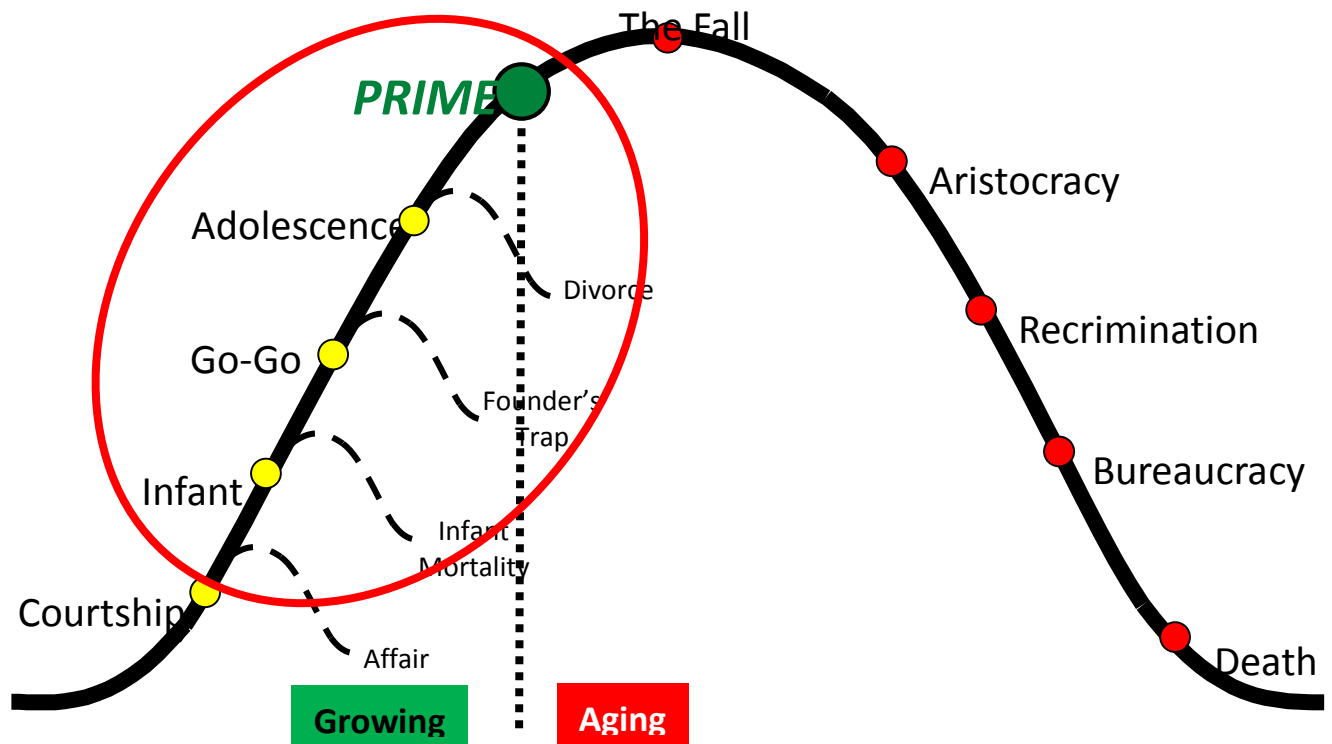 The Fall
PRIME
Aristocracy
Adolescence
Divorce
Recrimination
Go-Go
Founder's
Trap
Bureaucracy
Infant
Infant
Mortality
Courtship
Affair
Death
Growing
Aging